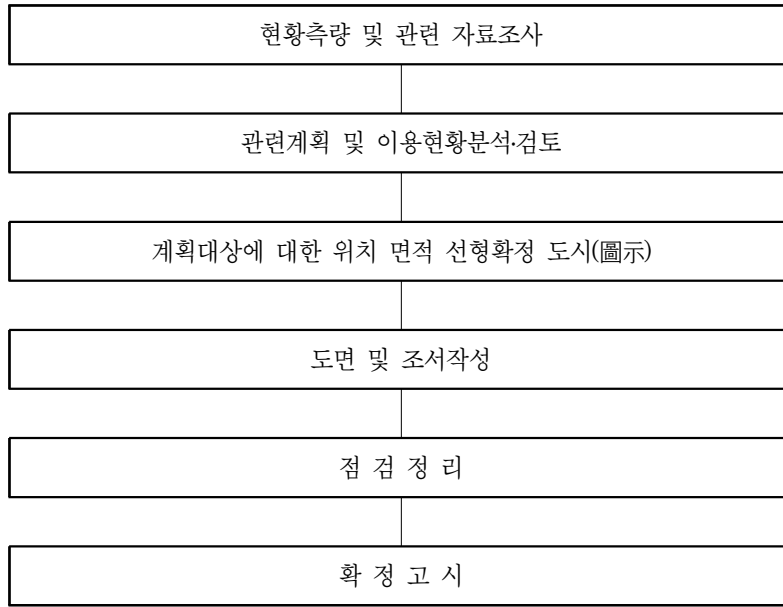 현황측량 및 관련 자료조사
관련계획 및 이용현황분석·검토
계획대상에 대한 위치 면적 선형확정 도시(圖示)
도면 및 조서작성
점 검 정 리
확 정 고 시